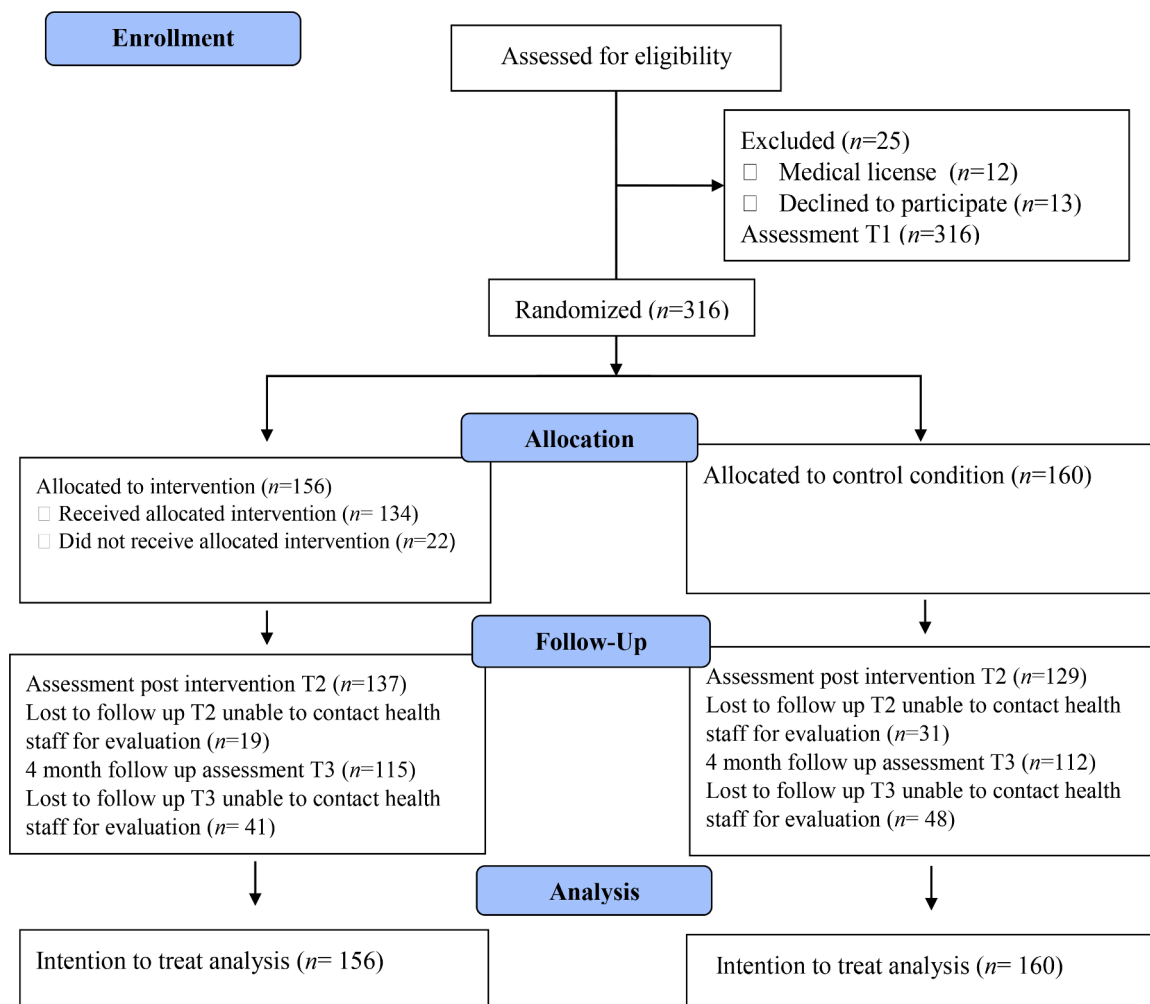 Enrollment
Assessed for eligibility
Excluded (n=25)
□ Medical license (n=12)
□ Declined to participate (n=13)
Assessment T1 (n=316)
Randomized (n=316)
Allocation
Allocated to intervention (n=156)
□ Received allocated intervention (n= 134)
□ Did not receive allocated intervention (n=22)
Allocated to control condition (n=160)
Follow-Up
Assessment post intervention T2 (n=137)
Lost to follow up T2 unable to contact health
staff for evaluation (n=19)
4 month follow up assessment T3 (n=115)
Lost to follow up T3 unable to contact health
staff for evaluation (n= 41)
Assessment post intervention T2 (n=129)
Lost to follow up T2 unable to contact health
staff for evaluation (n=31)
4 month follow up assessment T3 (n=112)
Lost to follow up T3 unable to contact health
staff for evaluation (n= 48)
Analysis
Intention to treat analysis (n= 156)
Intention to treat analysis (n= 160)